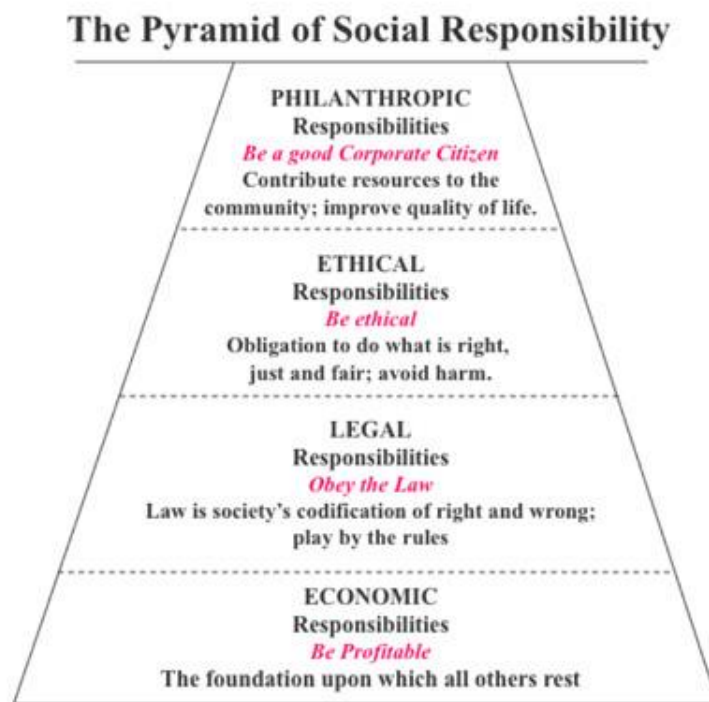 The Pyramid of Social Responsibility
PHILANTHROPIC
Responsibilities
Be a good Corporate Citizen
Contribute resources to the
community; improve quality of life.
ETHICAL
Responsibilities
Be ethical
Obligation to do what is right,
just and fair; avoid harm.
LEGAL
Responsibilities
Obey the Law
Law is society's codification of right and wrong;
play by the rules
ECONOMIC
Responsibilities
Be Profitable
The foundation upon which all others rest